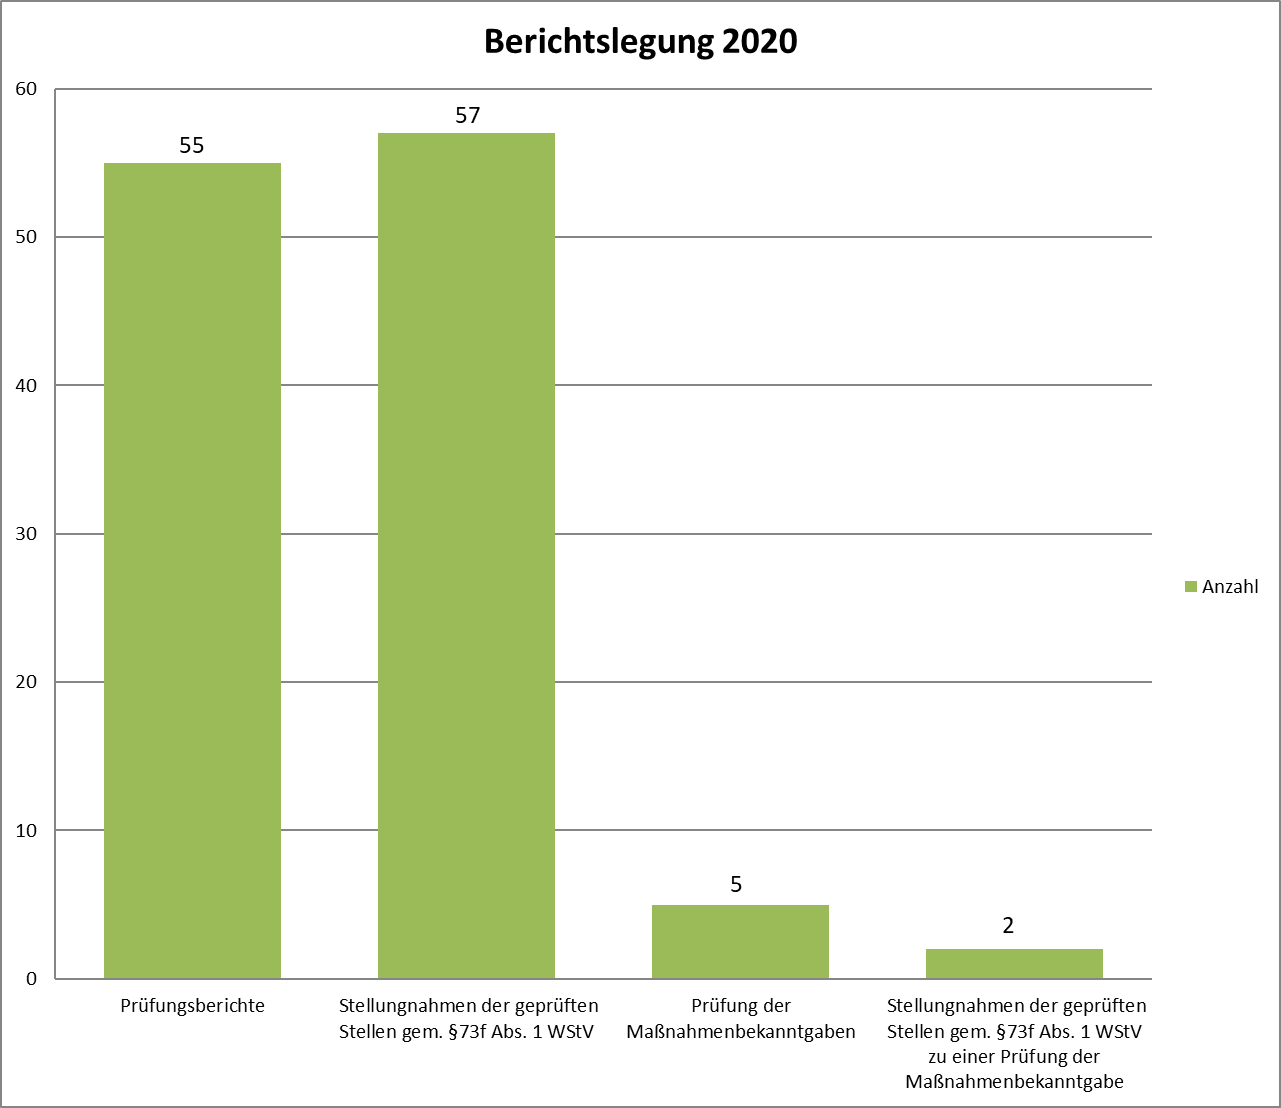 Berichtslegung 2020
60
50
40
30
20
10
0
55
57
5
2
Anzahl
Prüfungsberichte
Stellungnahmen der geprüften
Stellen gem. §73f Abs. 1 WStV
Prüfung der
Maßnahmenbekanntgaben
Stellungnahmen der geprüften
Stellen gem. §73f Abs. 1 WStV
zu einer Prüfung der
Maßnahmenbekanntgabe